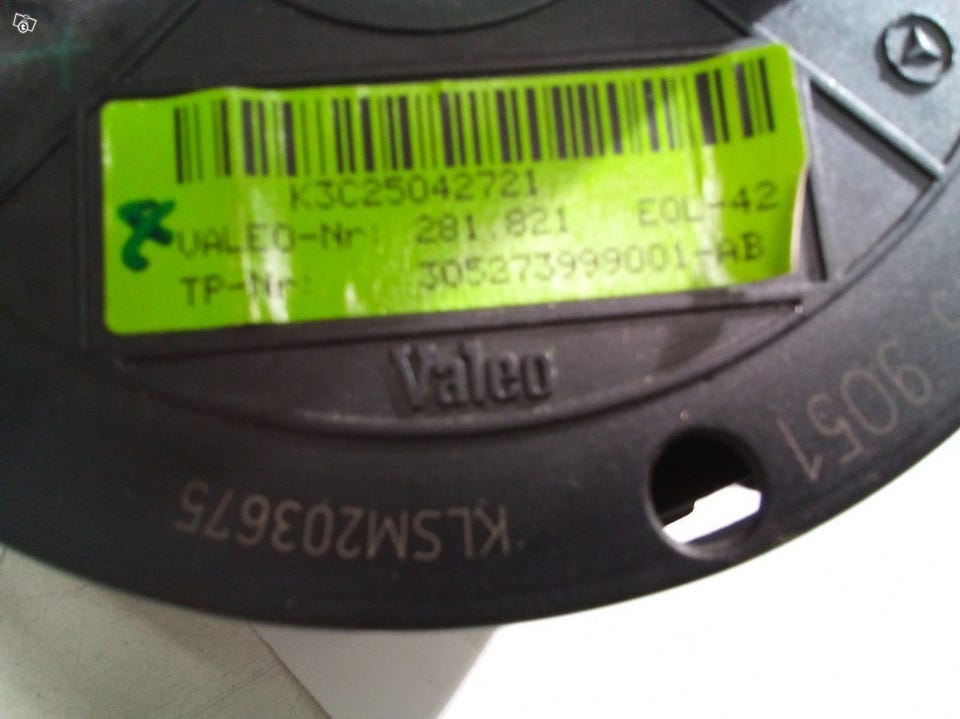 K3C25042721
VALEO-Nr: 281 821 EOL-42
TP-Nr: 305273999001-AB
Valeo
9051
KLSM203675